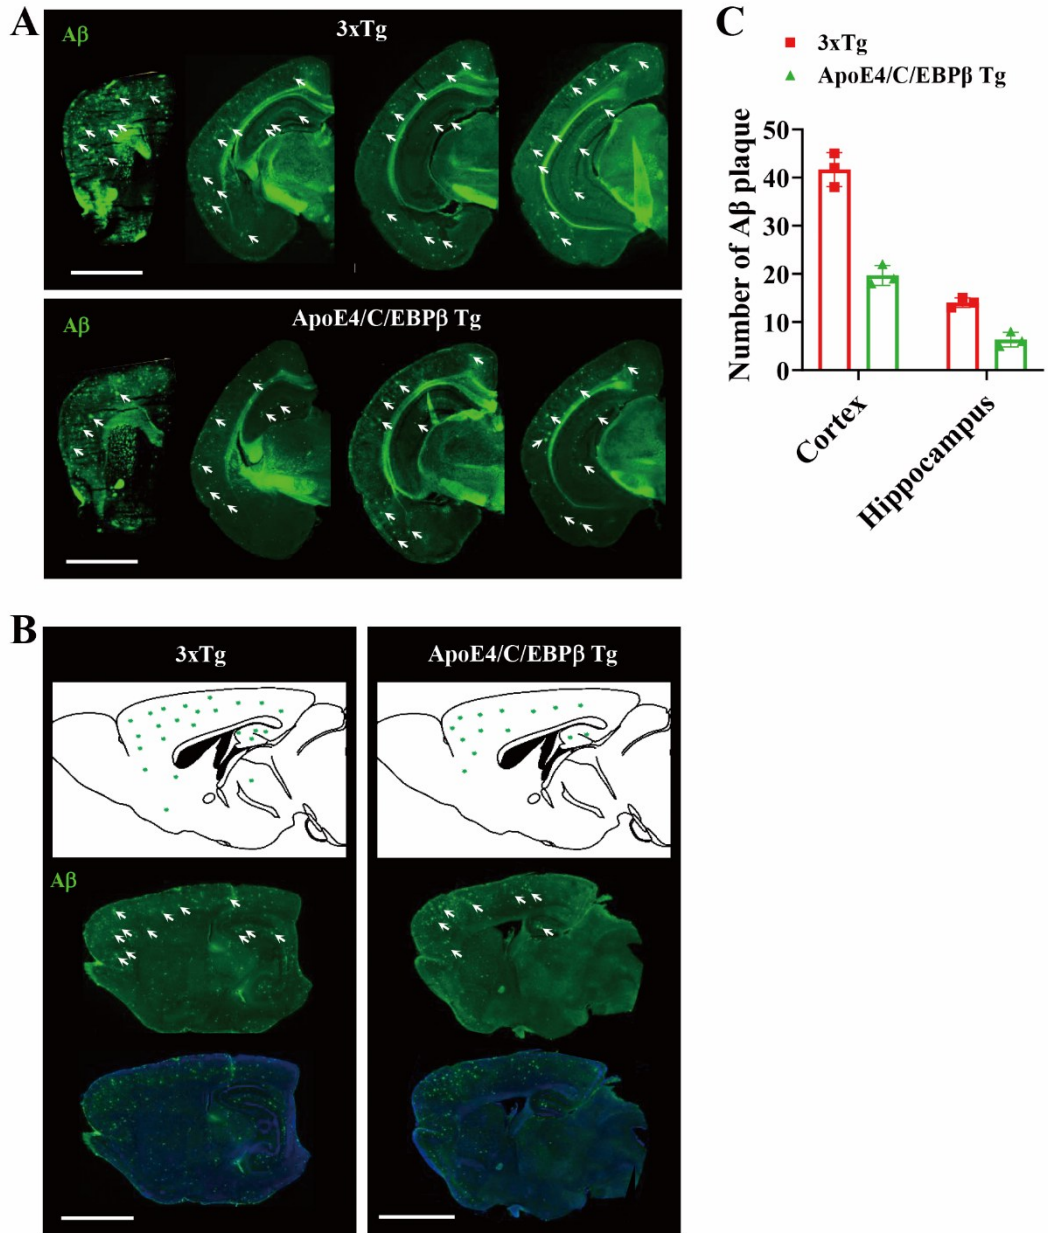 A
Aβ
3xTg
Aβ
ApoE4/C/EBPβ Tg
B
3xTg
ApoE4/C/EBPβ Tg
Aβ
C
3xTg
ApoE4/C/EBPβ Tg
Number of Aβ plaque
50
40
30
20
10
0
Cortex
Hippocampus